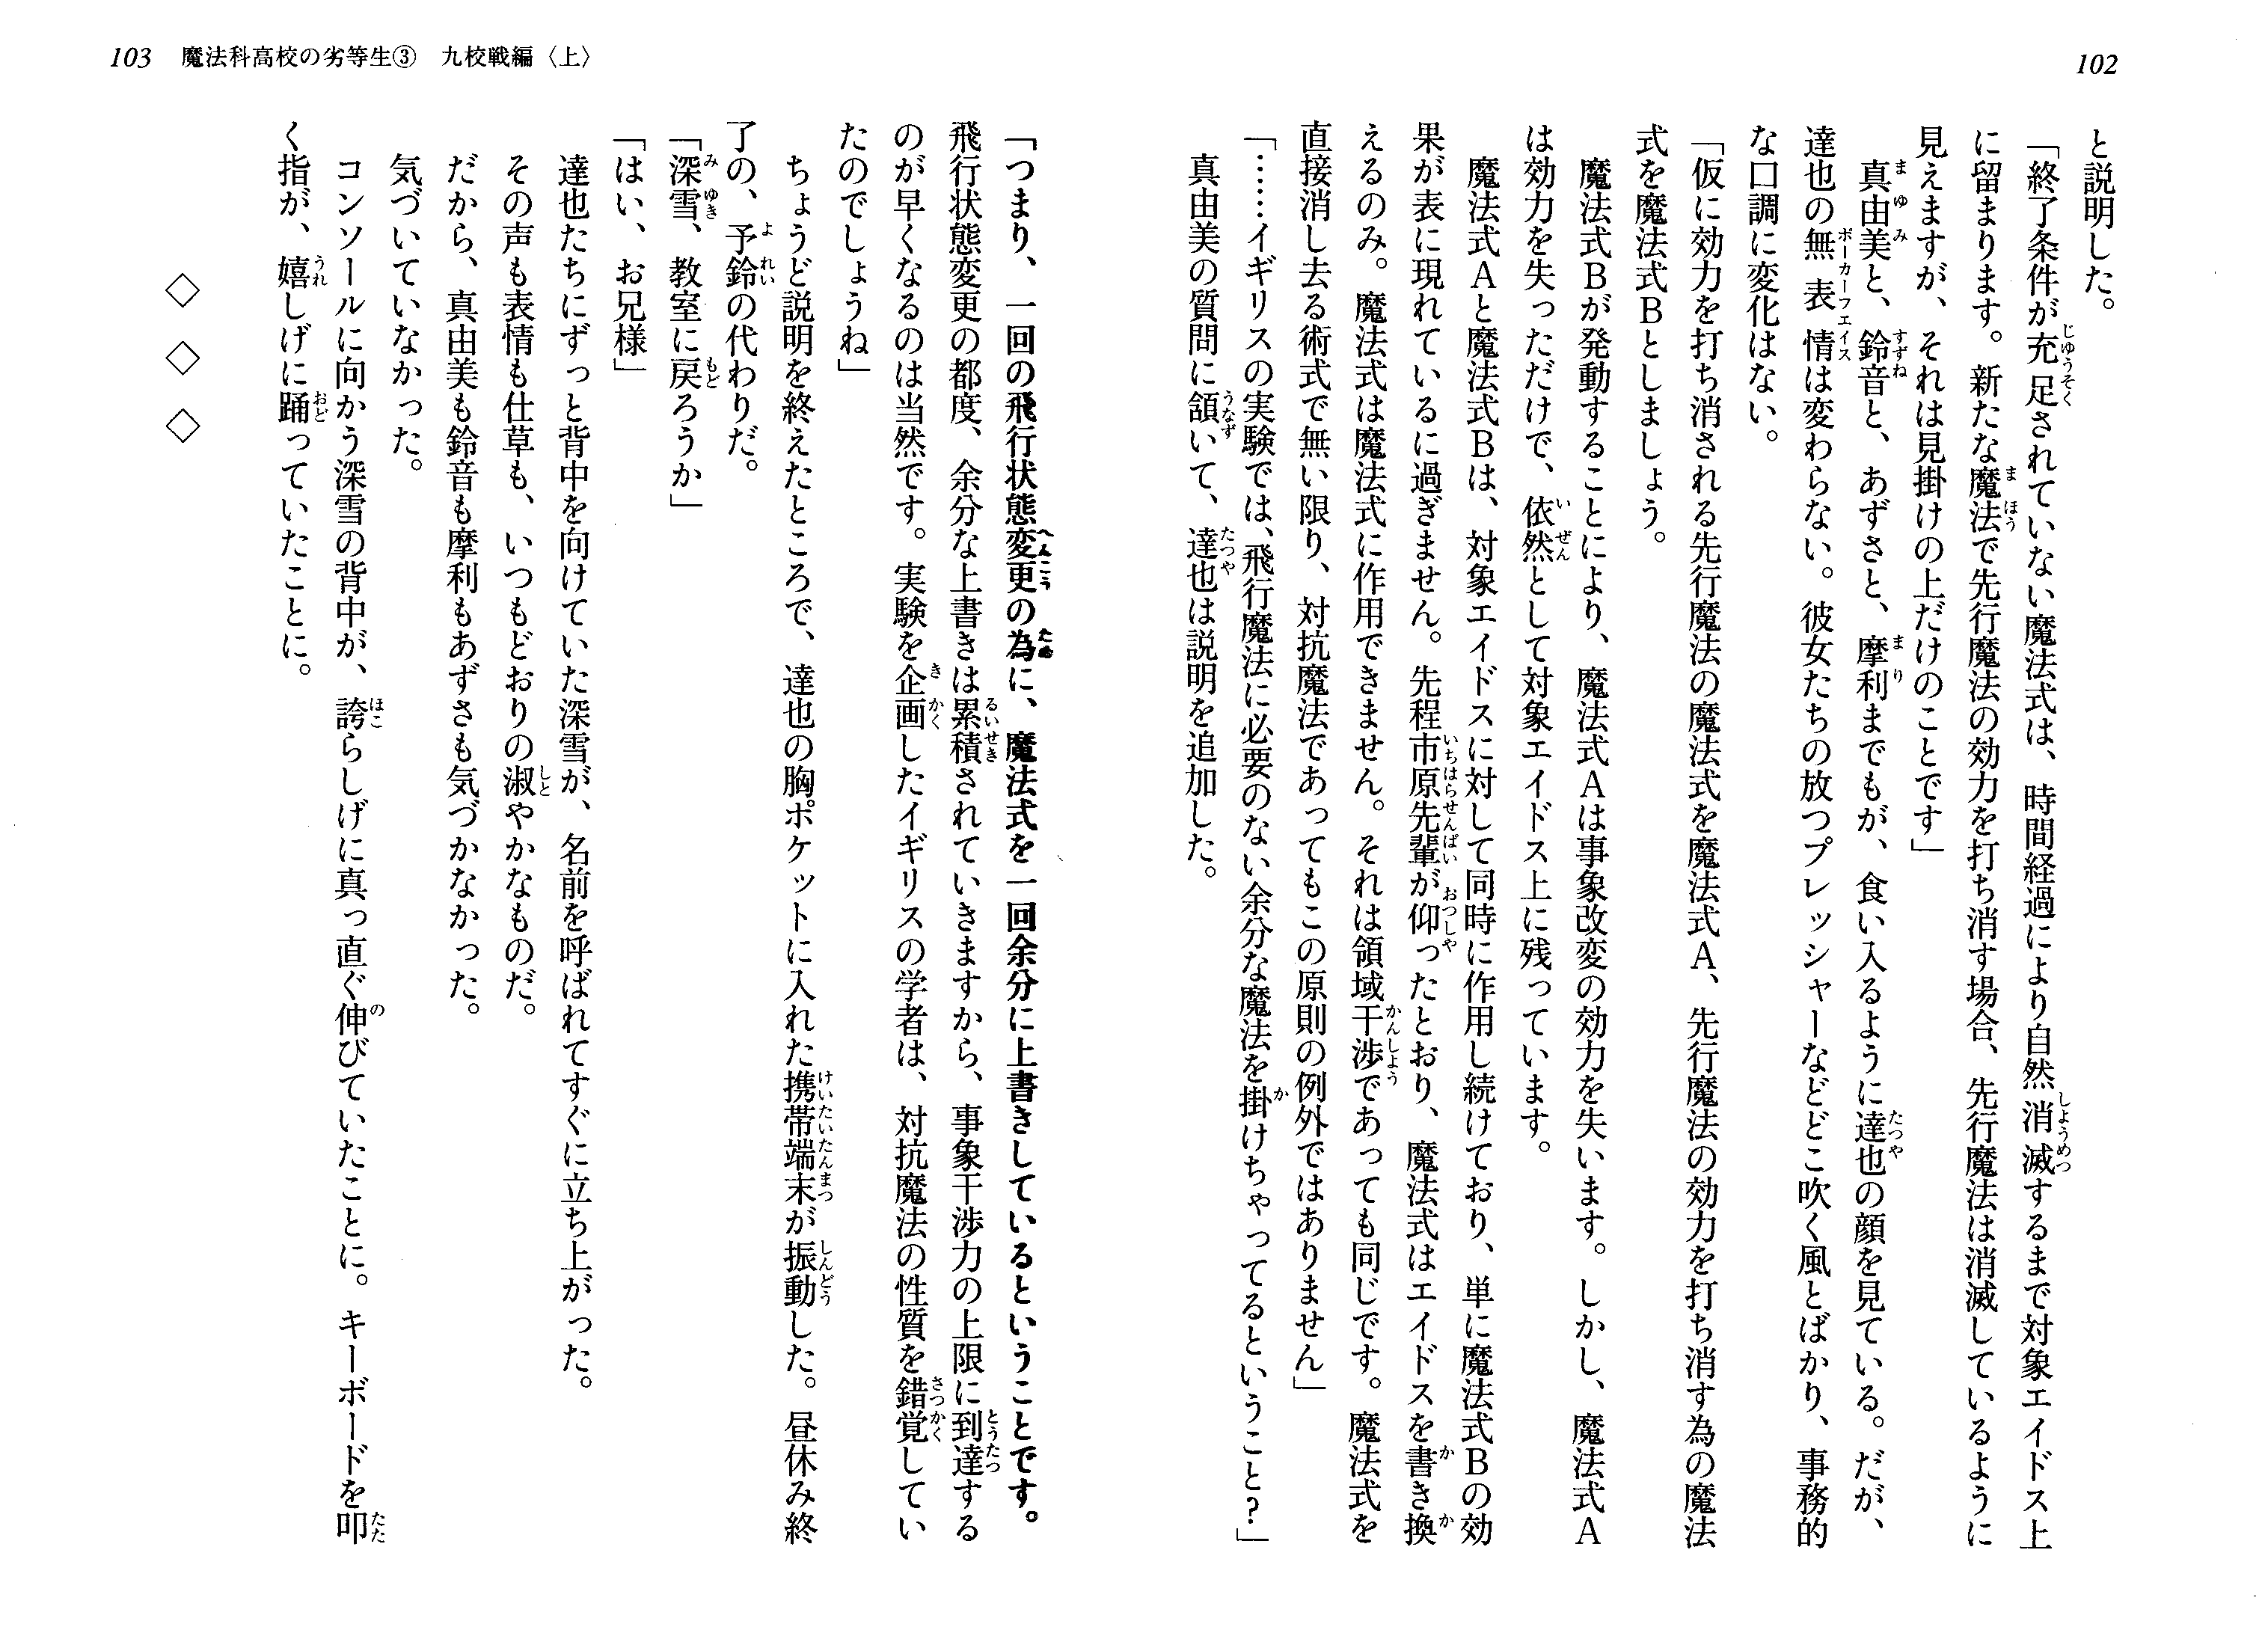 102
と説明した。
「終了条件が充足されていない魔法式は、時間経過により自然消滅するまで対象エイドス上
に留まります。新たな魔法で先行魔法の効力を打ち消す場合、先行魔法は消滅しているように
見えますが、それは見掛けの上だけのことです」
真由美と、鈴音と、あずさと、摩利までもが、食い入るように達也の顔を見ている。だが、
達也の無表情は変わらない。彼女たちの放つプレッシャーなどどこ吹く風とばかり、事務的
な口調に変化はない。
「仮に効力を打ち消される先行魔法の魔法式を魔法式A、先行魔法の効力を打ち消す為の魔法
式を魔法式Bとしましょう。
魔法式Bが発動することにより、魔法式Aは事象改変の効力を失います。しかし、魔法式A
は効力を失っただけで、依然として対象エイドス上に残っています。
魔法式Aと魔法式Bは、対象エイドスに対して同時に作用し続けており、単に魔法式Bの効
果が表に現れているに過ぎません。先程市原先輩が仰ったとおり、魔法式はエイドスを書き換
えるのみ。魔法式は魔法式に作用できません。それは領域干渉であっても同じです。魔法式を
直接消し去る術式で無い限り、対抗魔法であってもこの原則の例外ではありません」
「……イギリスの実験では、飛行魔法に必要のない余分な魔法を掛けちゃってるということ？」
真由美の質問に頷いて、達也は説明を追加した。
103 魔法科高校の劣等生③ 九校戦編〈上〉
「つまり、一回の飛行状態変更の為に、魔法式を一回余分に上書きしているということです。
飛行状態変更の都度、余分な上書きは累積されていきますから、事象干渉力の上限に到達する
のが早くなるのは当然です。実験を企画したイギリスの学者は、対抗魔法の性質を錯覚してい
たのでしょうね」
ちょうど説明を終えたところで、達也の胸ポケットに入れた携帯端末が振動した。昼休み終
了の、予鈴の代わりだ。
「深雪、教室に戻ろうか」
「はい、お兄様」
達也たちにずっと背中を向けていた深雪が、名前を呼ばれてすぐに立ち上がった。
その声も表情も仕草も、いつもどおりの淑やかなものだ。
だから、真由美も鈴音も摩利もあずさも気づかなかった。
気づいていなかった。
コンソールに向かう深雪の背中が、誇らしげに真っ直ぐ伸びていたことに。キーボードを叩
く指が、嬉しげに踊っていたことに。
◇ ◇ ◇